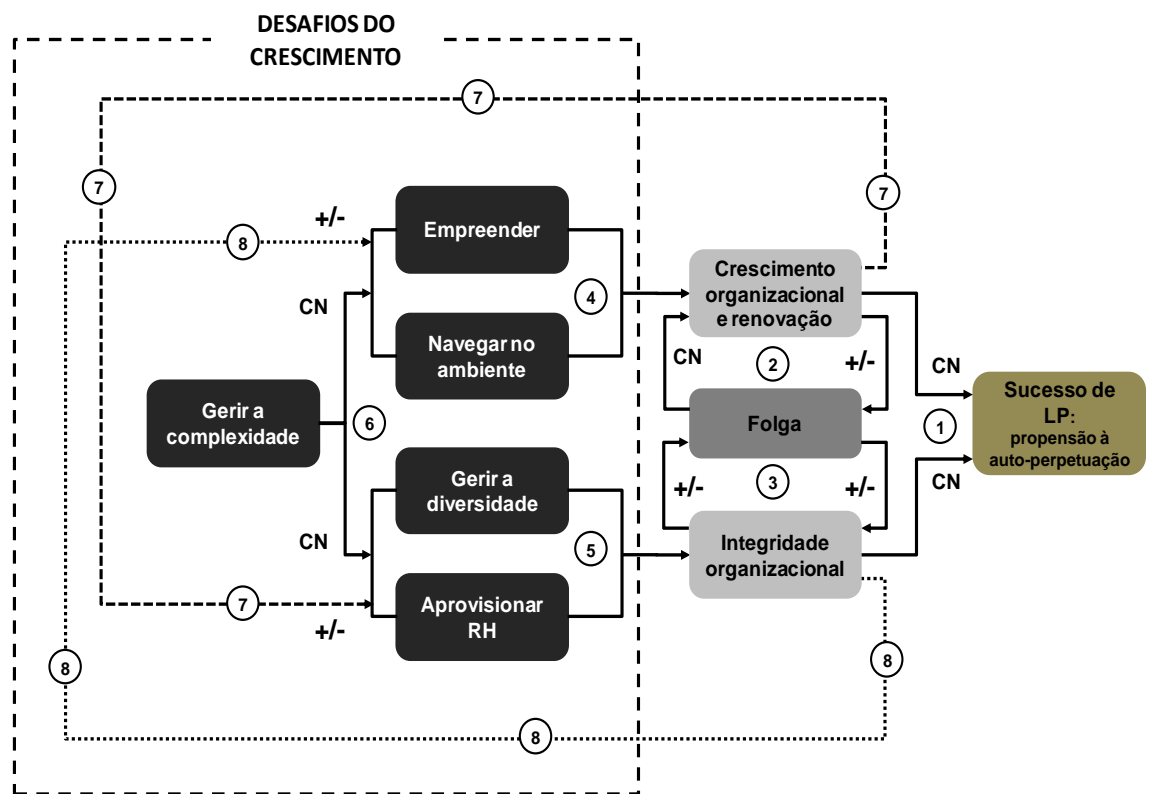 DESAFIOS DO
CRESCIMENTO
7
7
7
+/-
8
Empreender
CN
4
Crescimento
organizacional
e renovação
Navegar no
ambiente
CN
2
+/-
CN
Gerir a
complexidade
6
Folga
1
Sucesso de
LP:
propensão à
auto-perpetuação
Gerir a
diversidade
+/-
3
+/-
CN
CN
5
Integridade
organizacional
7
+/-
Aprovisionar
RH
8
8
8